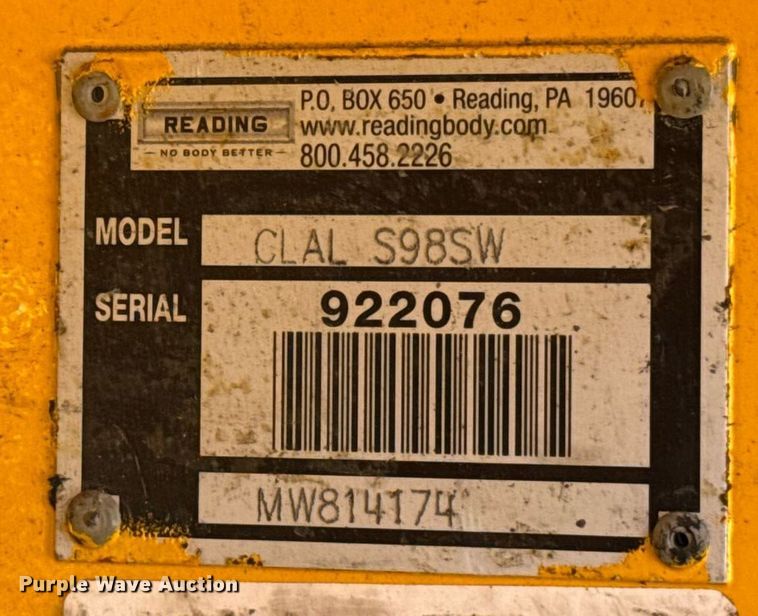 READING
NO BODY BETTER
P.O. BOX 650 • Reading, PA 19607
www.readingbody.com
800.458.2226
MODEL CLAL S98SW
SERIAL 922076
MW814174
Purple Wave Auction